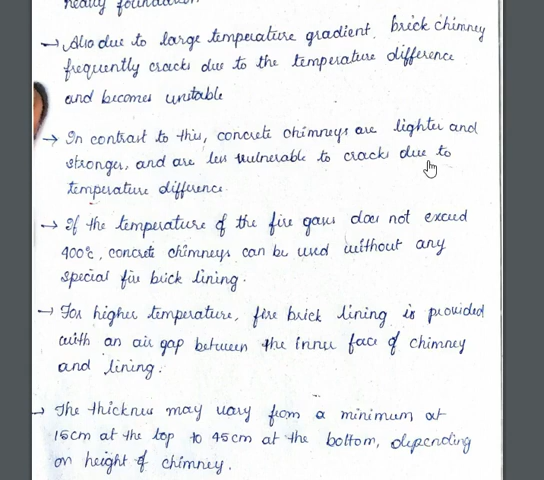 heavy foundation
→ Also due to large temperature gradient, brick chimney
frequently cracks due to the temperature difference
and becomes unstable
→ In contrast to this, concrete chimneys are lighter and
stronger, and are less vulnerable to cracks due to
temperature difference.
→ If the temperature of the fire gases does not exceed
400°c, concrete chimneys can be used without any
special fire brick lining.
→ For higher temperature, fire brick lining is provided
with an air gap between the inner face of chimney
and lining.
→ The thickness may vary from a minimum at
15cm at the top to 45cm at the bottom, depending
on height of chimney.